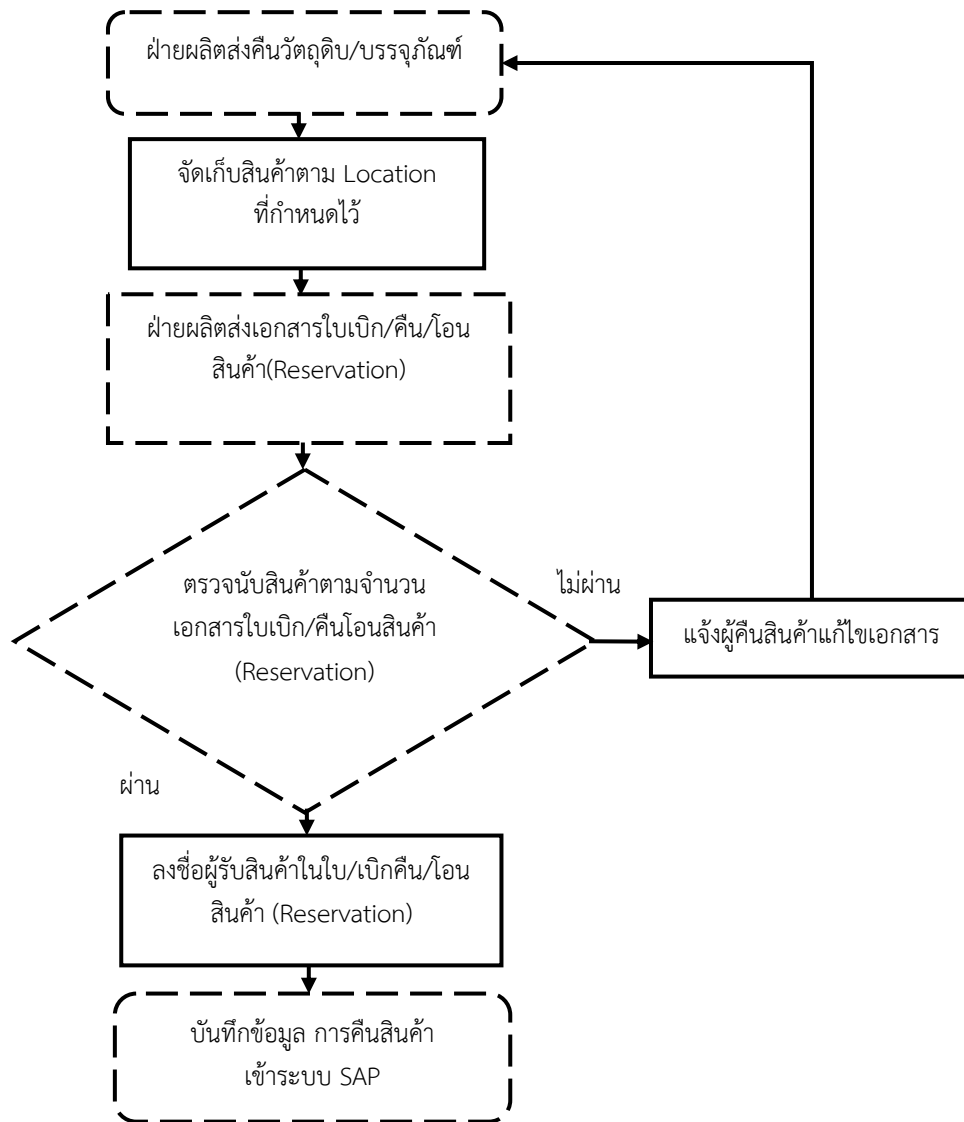 ฝ่ายผลิตส่งคืนวัตถุดิบ/บรรจุภัณฑ์
จัดเก็บสินค้าตาม Location
ที่กำหนดไว้
ฝ่ายผลิตส่งเอกสารใบเบิก/คืน/โอน
สินค้า(Reservation)
ตรวจนับสินค้าตามจำนวน
เอกสารใบเบิก/คืนโอนสินค้า
(Reservation)
ไม่ผ่าน
แจ้งผู้คืนสินค้าแก้ไขเอกสาร
ผ่าน
ลงชื่อผู้รับสินค้าในใบ/เบิกคืน/โอน
สินค้า (Reservation)
บันทึกข้อมูล การคืนสินค้า
เข้าระบบ SAP